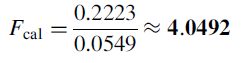 F_cal = 0.2223 / 0.0549 ≈ 4.0492